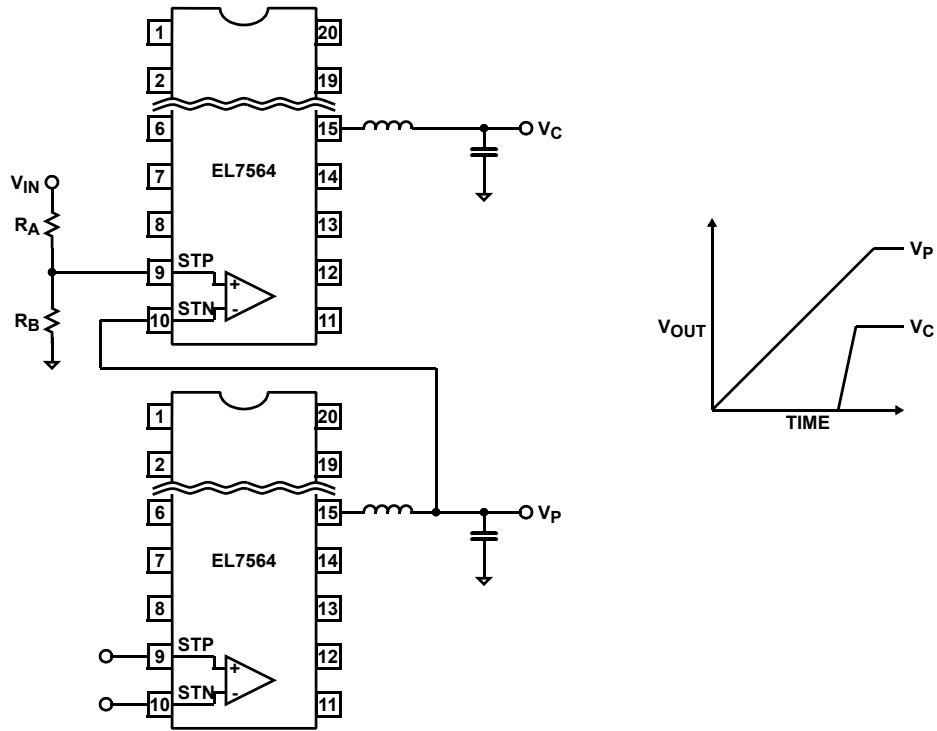 1 20
2 19
6 15 V_C
EL7564
7 14
V_IN
R_A
8 13
9 STP + 12
R_B
10 STN - 11
1 20
2 19
6 15 V_P
EL7564
7 14
8 13
9 STP + 12
10 STN - 11
V_P
V_OUT
V_C
TIME